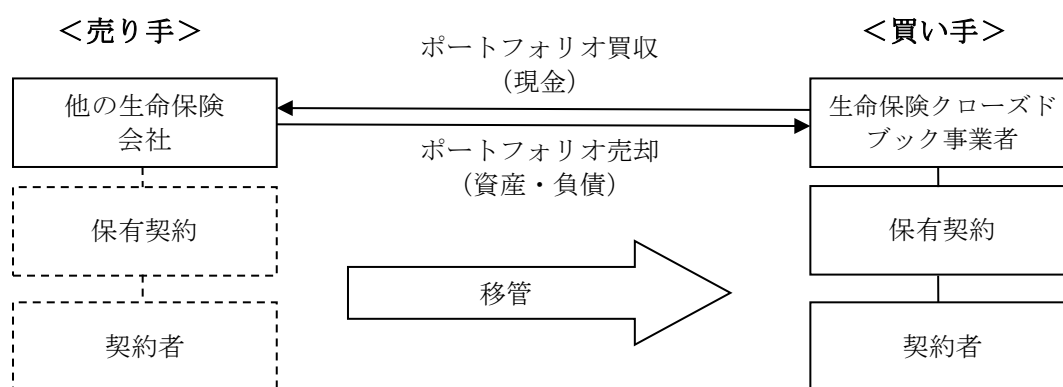 <売り手>
<買い手>
ポートフォリオ買収
(現金)
他の生命保険
会社
生命保険クローズド
ブック事業者
ポートフォリオ売却
(資産・負債)
保有契約
保有契約
移管
契約者
契約者